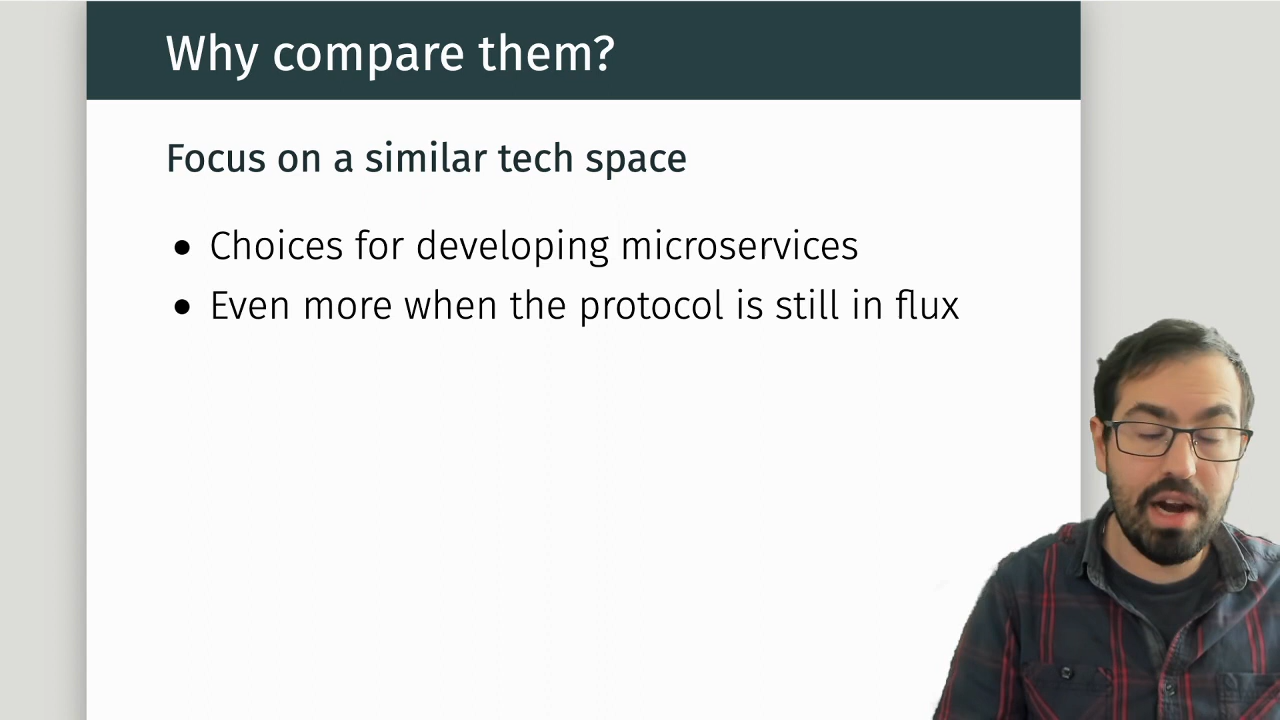 Why compare them?
Focus on a similar tech space
• Choices for developing microservices
• Even more when the protocol is still in flux